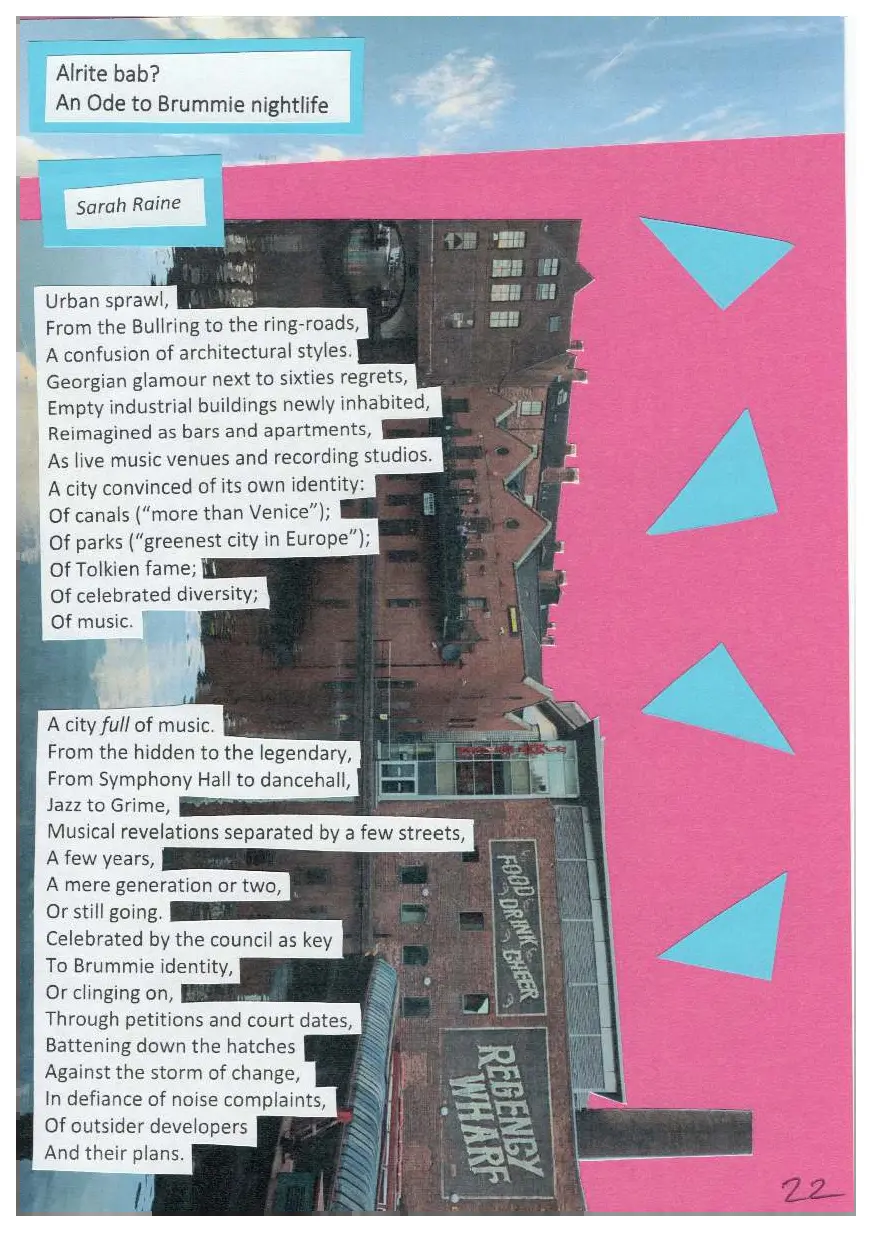 Alrite bab?
An Ode to Brummie nightlife
Sarah Raine
Urban sprawl,
From the Bullring to the ring-roads,
A confusion of architectural styles.
Georgian glamour next to sixties regrets,
Empty industrial buildings newly inhabited,
Reimagined as bars and apartments,
As live music venues and recording studios.
A city convinced of its own identity:
Of canals (“more than Venice”);
Of parks (“greenest city in Europe”);
Of Tolkien fame;
Of celebrated diversity;
Of music.
A city full of music.
From the hidden to the legendary,
From Symphony Hall to dancehall,
Jazz to Grime,
Musical revelations separated by a few streets,
A few years,
A mere generation or two,
Or still going.
Celebrated by the council as key
To Brummie identity,
Or clinging on,
Through petitions and court dates,
Battening down the hatches
Against the storm of change,
In defiance of noise complaints,
Of outsider developers
And their plans.
FOOD
DRINK
CHEER
REGENCY
WHARF
22